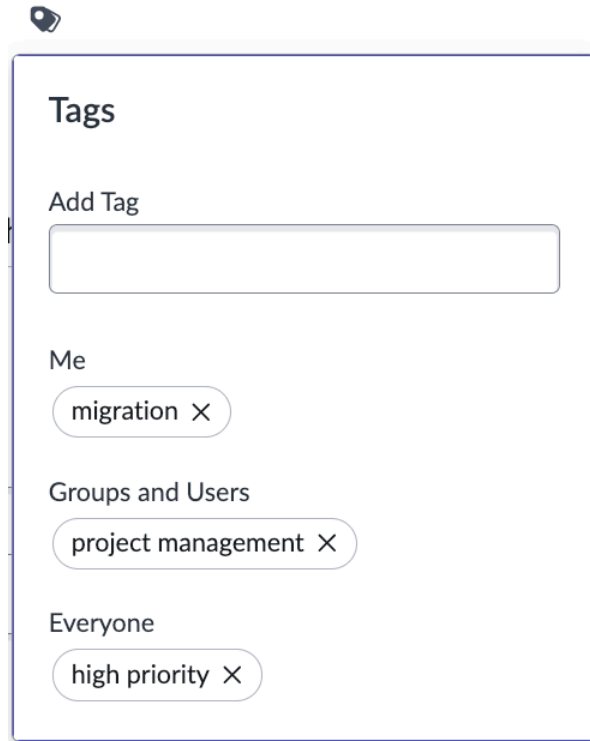 Tags
Add Tag
Me
migration
Groups and Users
project management
Everyone
high priority